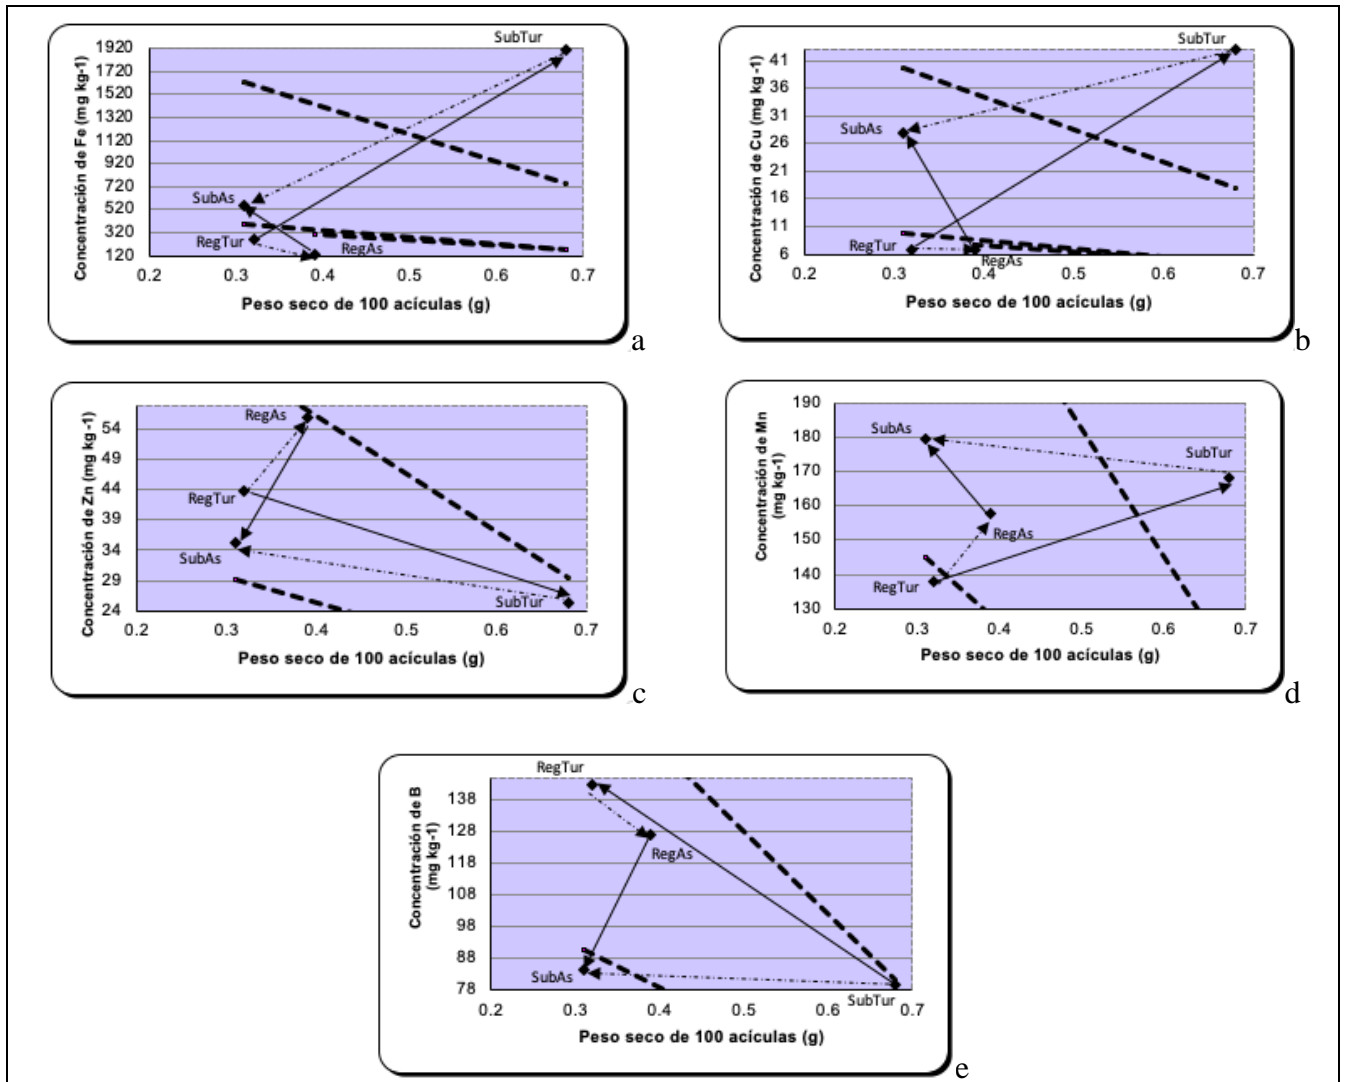 SubTur
1920
1720
1520
1320
1120
920
720
520
320
120
Concentración de Fe (mg kg-1)
SubAs
RegTur
RegAs
0.2 0.3 0.4 0.5 0.6 0.7
Peso seco de 100 acículas (g)
a
SubTur
41
36
31
26
21
16
11
6
Concentración de Cu (mg kg-1)
SubAs
RegTur
RegAs
0.2 0.3 0.4 0.5 0.6 0.7
Peso seco de 100 acículas (g)
b
54
49
44
39
34
29
24
Concentración de Zn (mg kg-1)
RegAs
RegTur
SubAs
SubTur
0.2 0.3 0.4 0.5 0.6 0.7
Peso seco de 100 acículas (g)
c
190
180
170
160
150
140
130
Concentración de Mn
(mg kg-1)
SubAs
SubTur
RegAs
RegTur
0.2 0.3 0.4 0.5 0.6 0.7
Peso seco de 100 acículas (g)
d
RegTur
138
128
118
108
98
88
78
Concentración de B
(mg kg-1)
RegAs
SubAs
SubTur
0.2 0.3 0.4 0.5 0.6 0.7
Peso seco de 100 acículas (g)
e